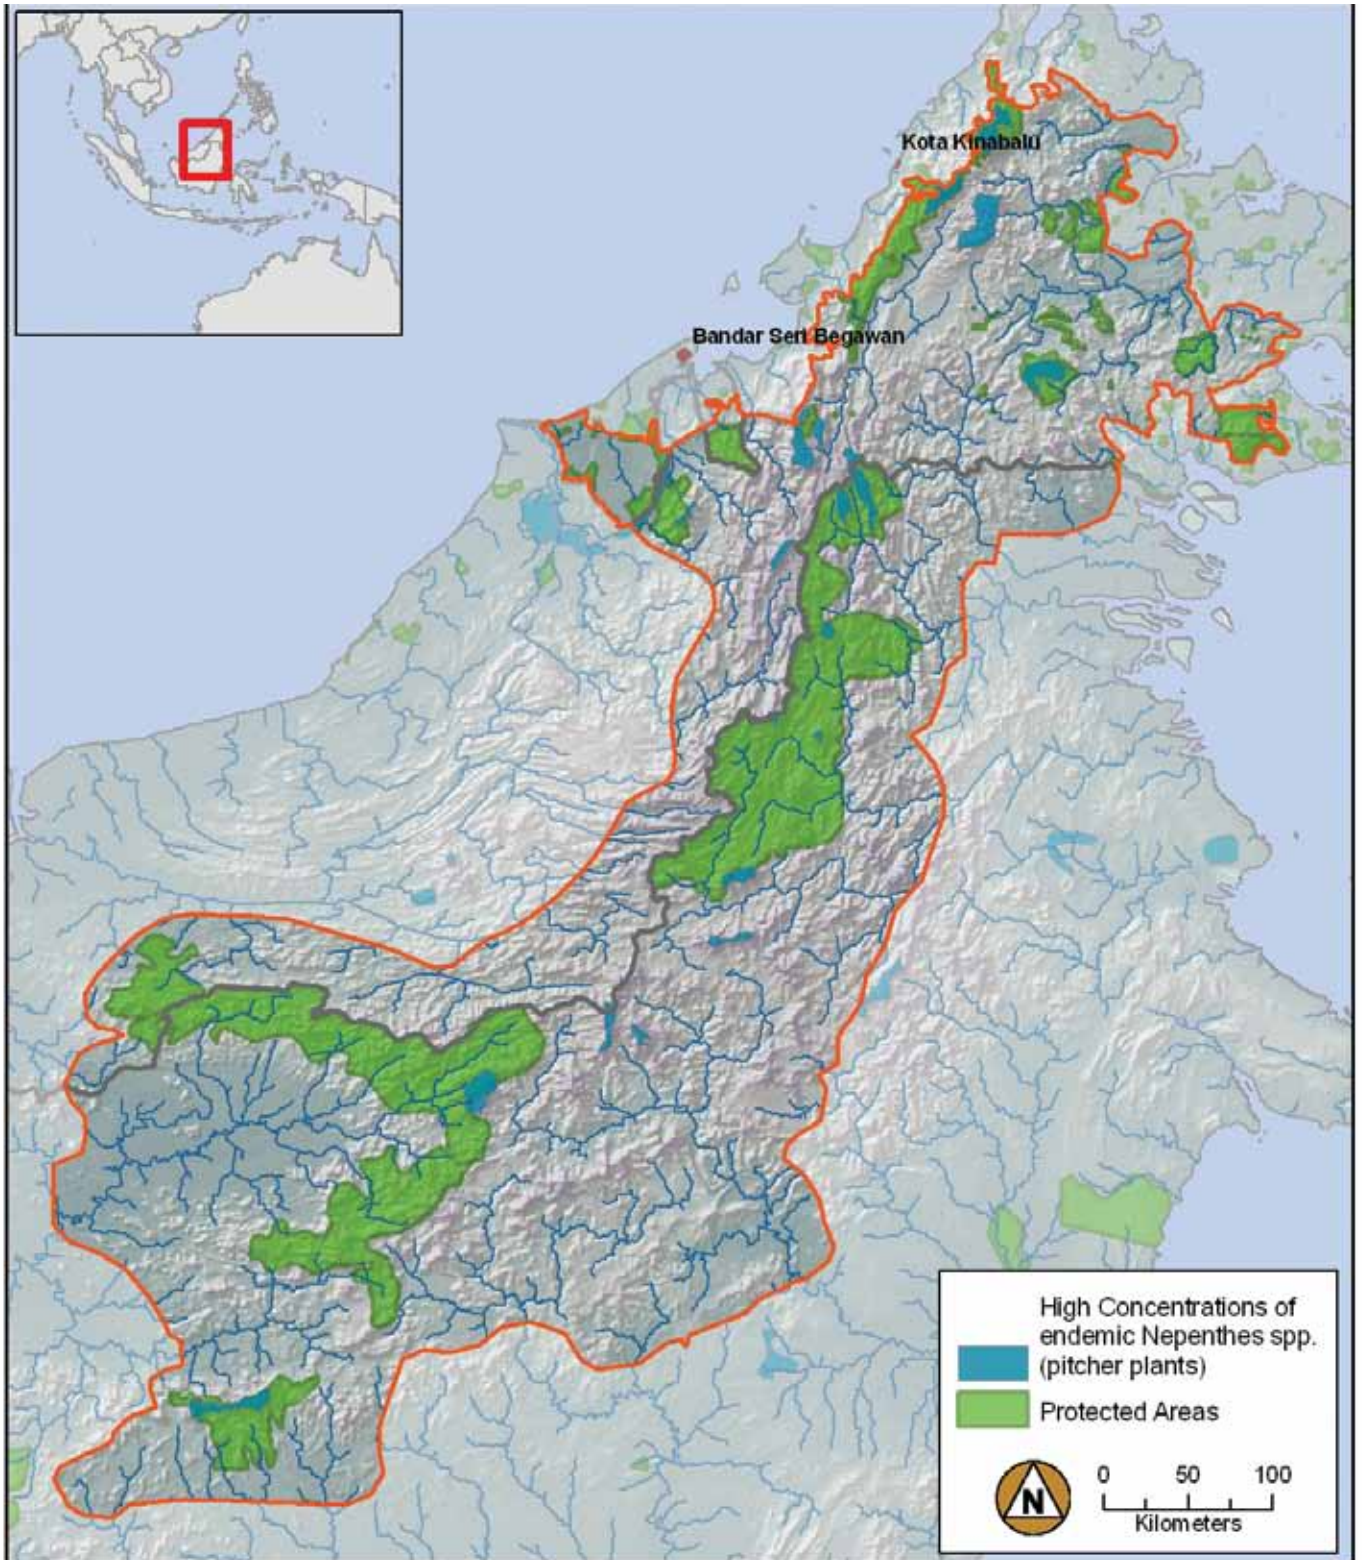 Kota Kinabalu
Bandar Seri Begawan
High Concentrations of
endemic Nepenthes spp.
(pitcher plants)
Protected Areas
N
0 50 100
Kilometers